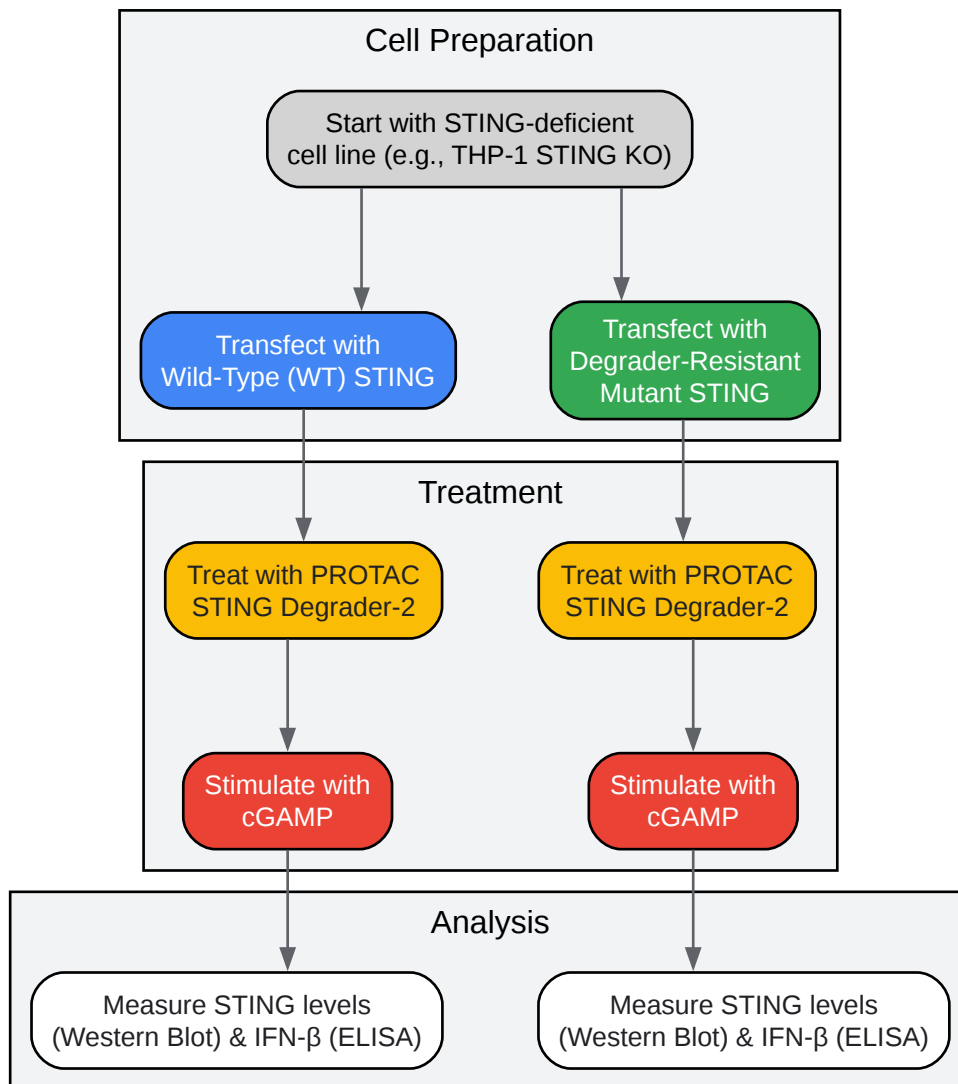 Cell Preparation
Start with STING-deficient
cell line (e.g., THP-1 STING KO)
Transfect with
Wild-Type (WT) STING
Transfect with
Degrader-Resistant
Mutant STING
Treatment
Treat with PROTAC
STING Degrader-2
Treat with PROTAC
STING Degrader-2
Stimulate with
cGAMP
Stimulate with
cGAMP
Analysis
Measure STING levels
(Western Blot) & IFN-β (ELISA)
Measure STING levels
(Western Blot) & IFN-β (ELISA)